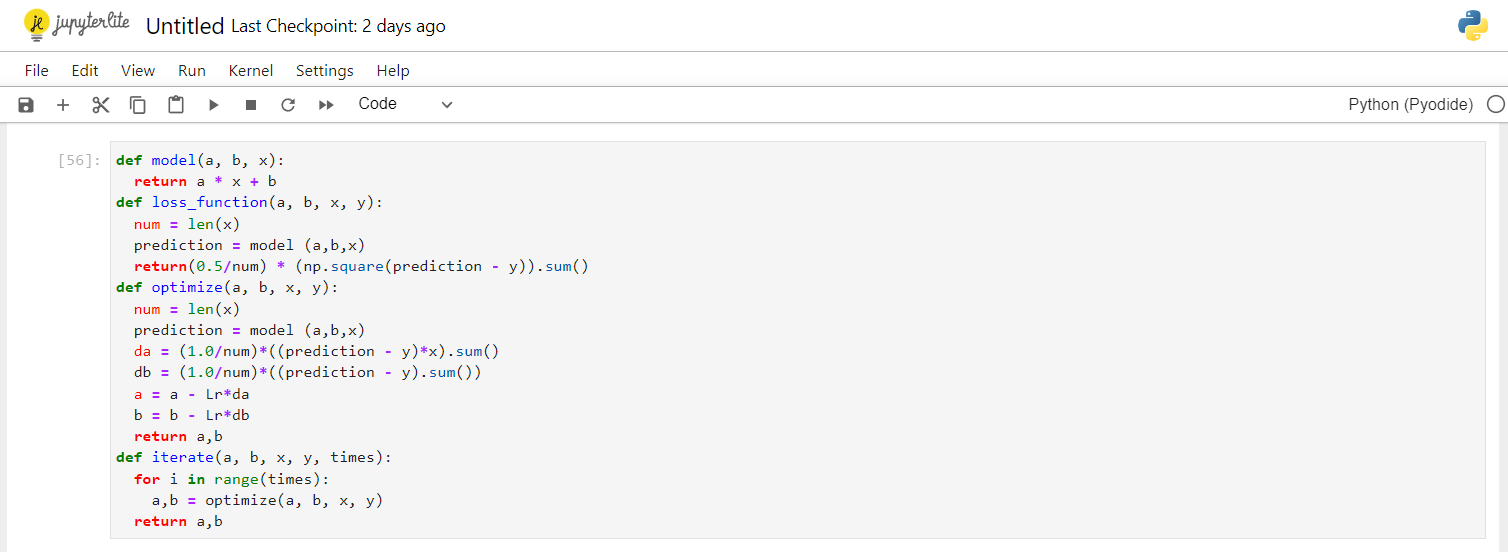 jupyterlite Untitled Last Checkpoint: 2 days ago
File Edit View Run Kernel Settings Help
Code Python (Pyodide)
[56]: def model(a, b, x):
  return a * x + b
def loss_function(a, b, x, y):
  num = len(x)
  prediction = model (a,b,x)
  return(0.5/num) * (np.square(prediction - y)).sum()
def optimize(a, b, x, y):
  num = len(x)
  prediction = model (a,b,x)
  da = (1.0/num)*((prediction - y)*x).sum()
  db = (1.0/num)*((prediction - y).sum())
  a = a - Lr*da
  b = b - Lr*db
  return a,b
def iterate(a, b, x, y, times):
  for i in range(times):
    a,b = optimize(a, b, x, y)
  return a,b